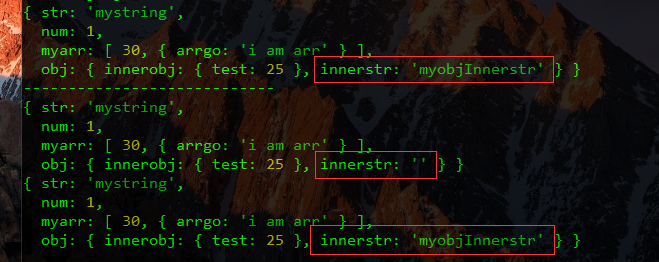 { str: 'mystring',
num: 1,
myarr: [ 30, { arrgo: 'i am arr' } ],
obj: { innerobj: { test: 25 }, innerstr: 'myobjInnerstr' } }
----------------------------
{ str: 'mystring',
num: 1,
myarr: [ 30, { arrgo: 'i am arr' } ],
obj: { innerobj: { test: 25 }, innerstr: '' } }
{ str: 'mystring',
num: 1,
myarr: [ 30, { arrgo: 'i am arr' } ],
obj: { innerobj: { test: 25 }, innerstr: 'myobjInnerstr' } }